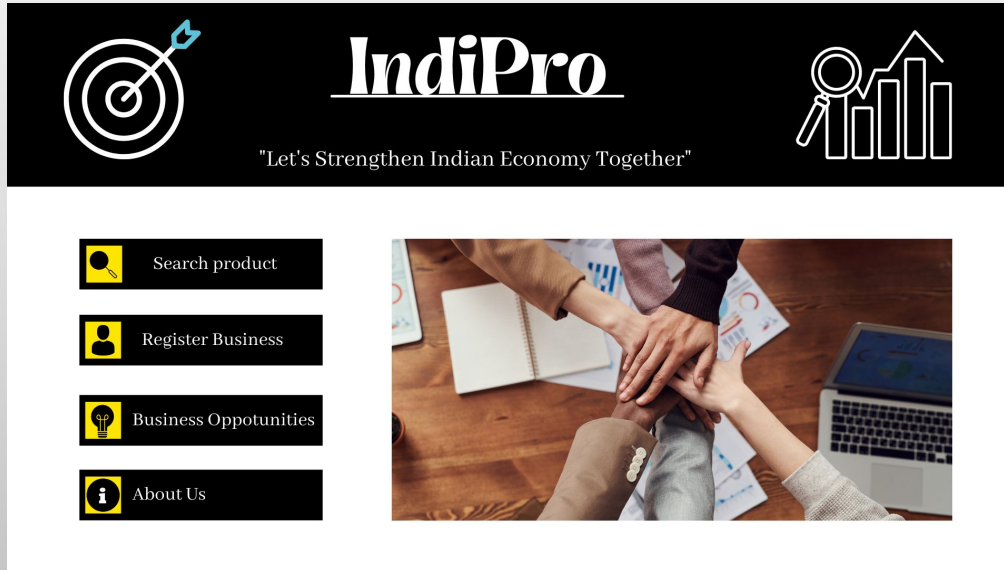 IndiPro
"Let's Strengthen Indian Economy Together"
Search product
Register Business
Business Oppotunities
About Us